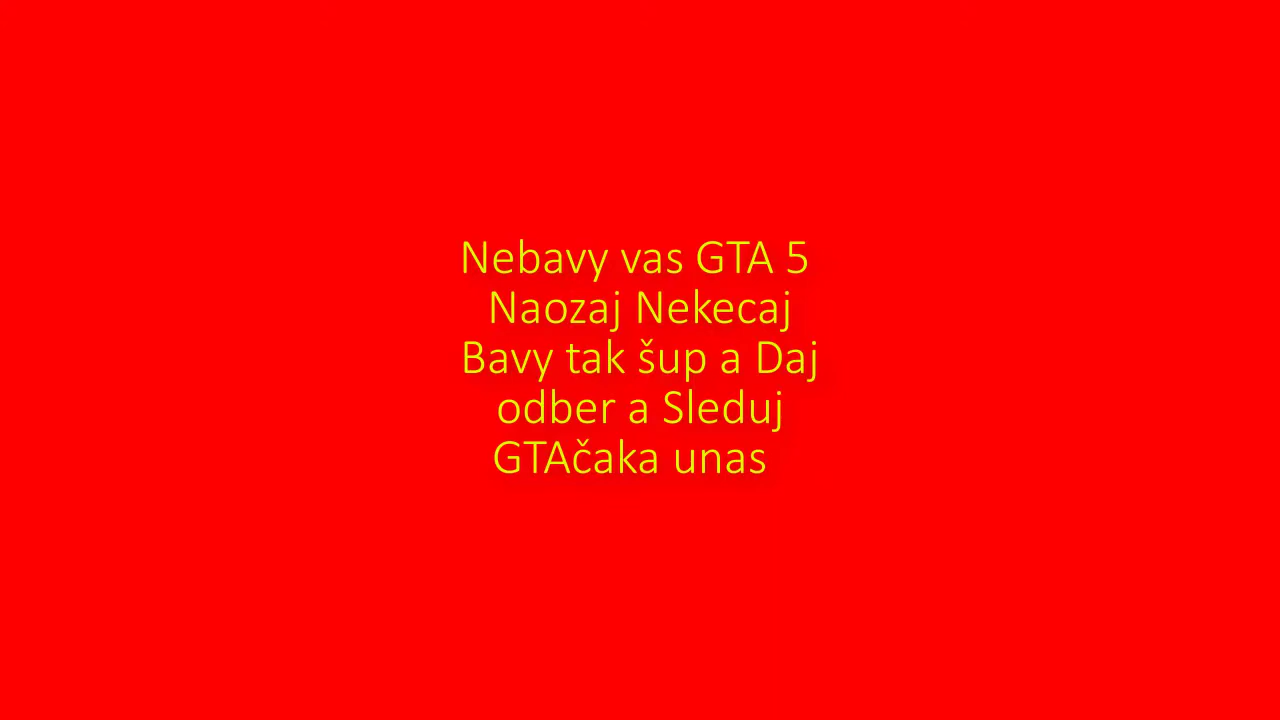 Nebavy vas GTA 5
Naozaj Nekecaj
Bavy tak šup a Daj
odber a Sleduj
GTAčaka unas